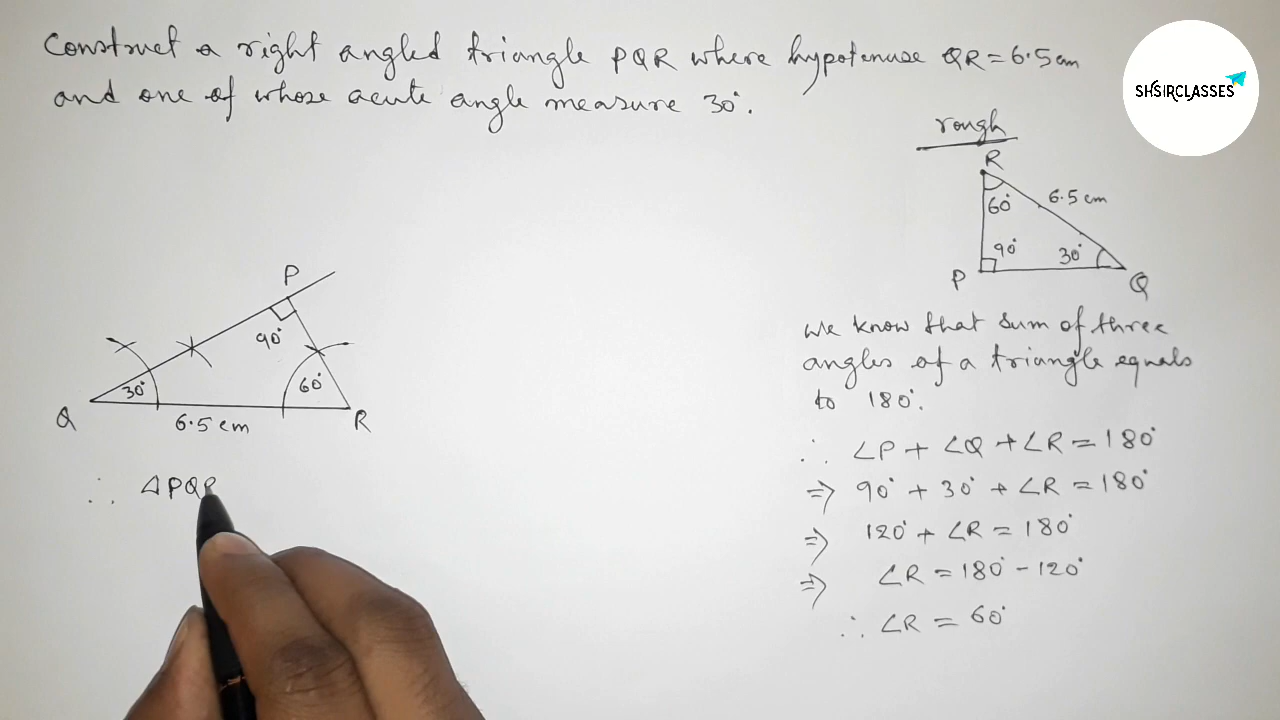 Construct a right angled triangle PQR where hypotenuse QR = 6.5 cm
and one of whose acute angle measure 30°.
SHSIRCLASSES
rough
R
60°
6.5 cm
90°
30°
P
Q
P
90°
30°
60°
Q
6.5 cm
R
∴ △PQR
We know that sum of three
angles of a triangle equals
to 180°.
∴ ∠P + ∠Q + ∠R = 180°
⇒ 90° + 30° + ∠R = 180°
⇒ 120° + ∠R = 180°
⇒ ∠R = 180° - 120°
∴ ∠R = 60°